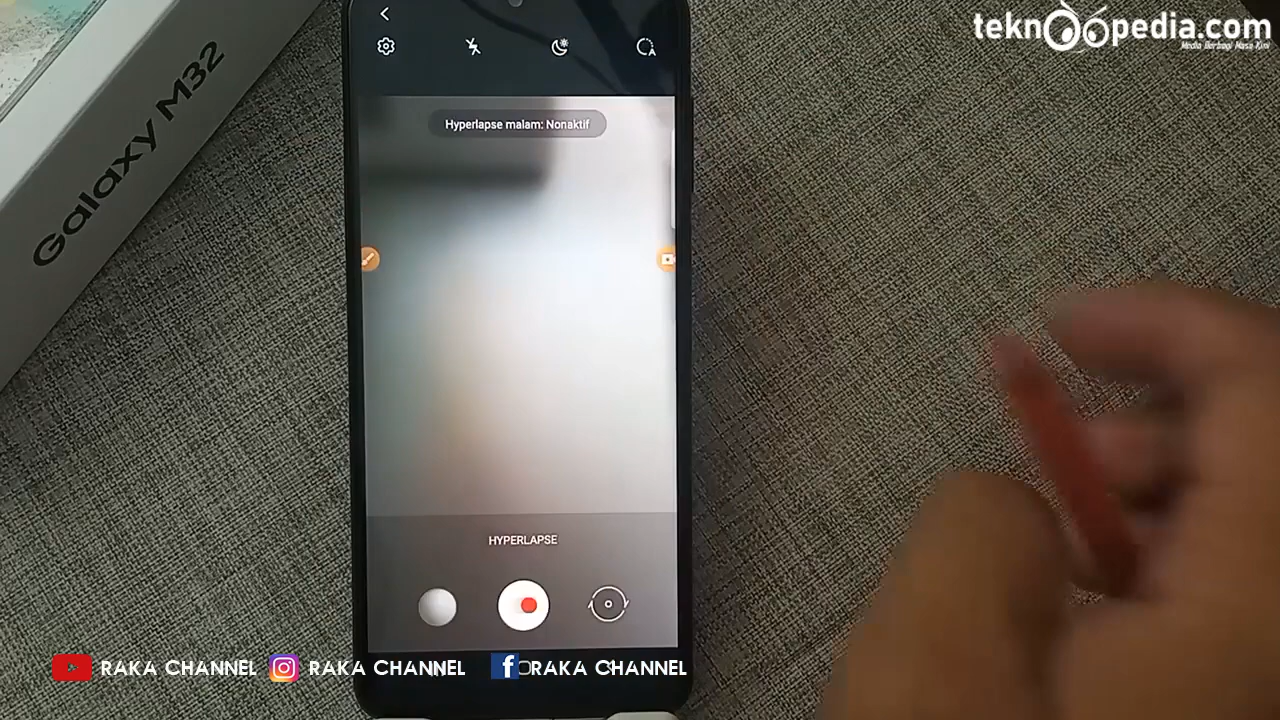 teknopedia.com
Media Berbagi Masa Kini
Galaxy M32
Hyperlapse malam: Nonaktif
HYPERLAPSE
RAKA CHANNEL
RAKA CHANNEL
RAKA CHANNEL